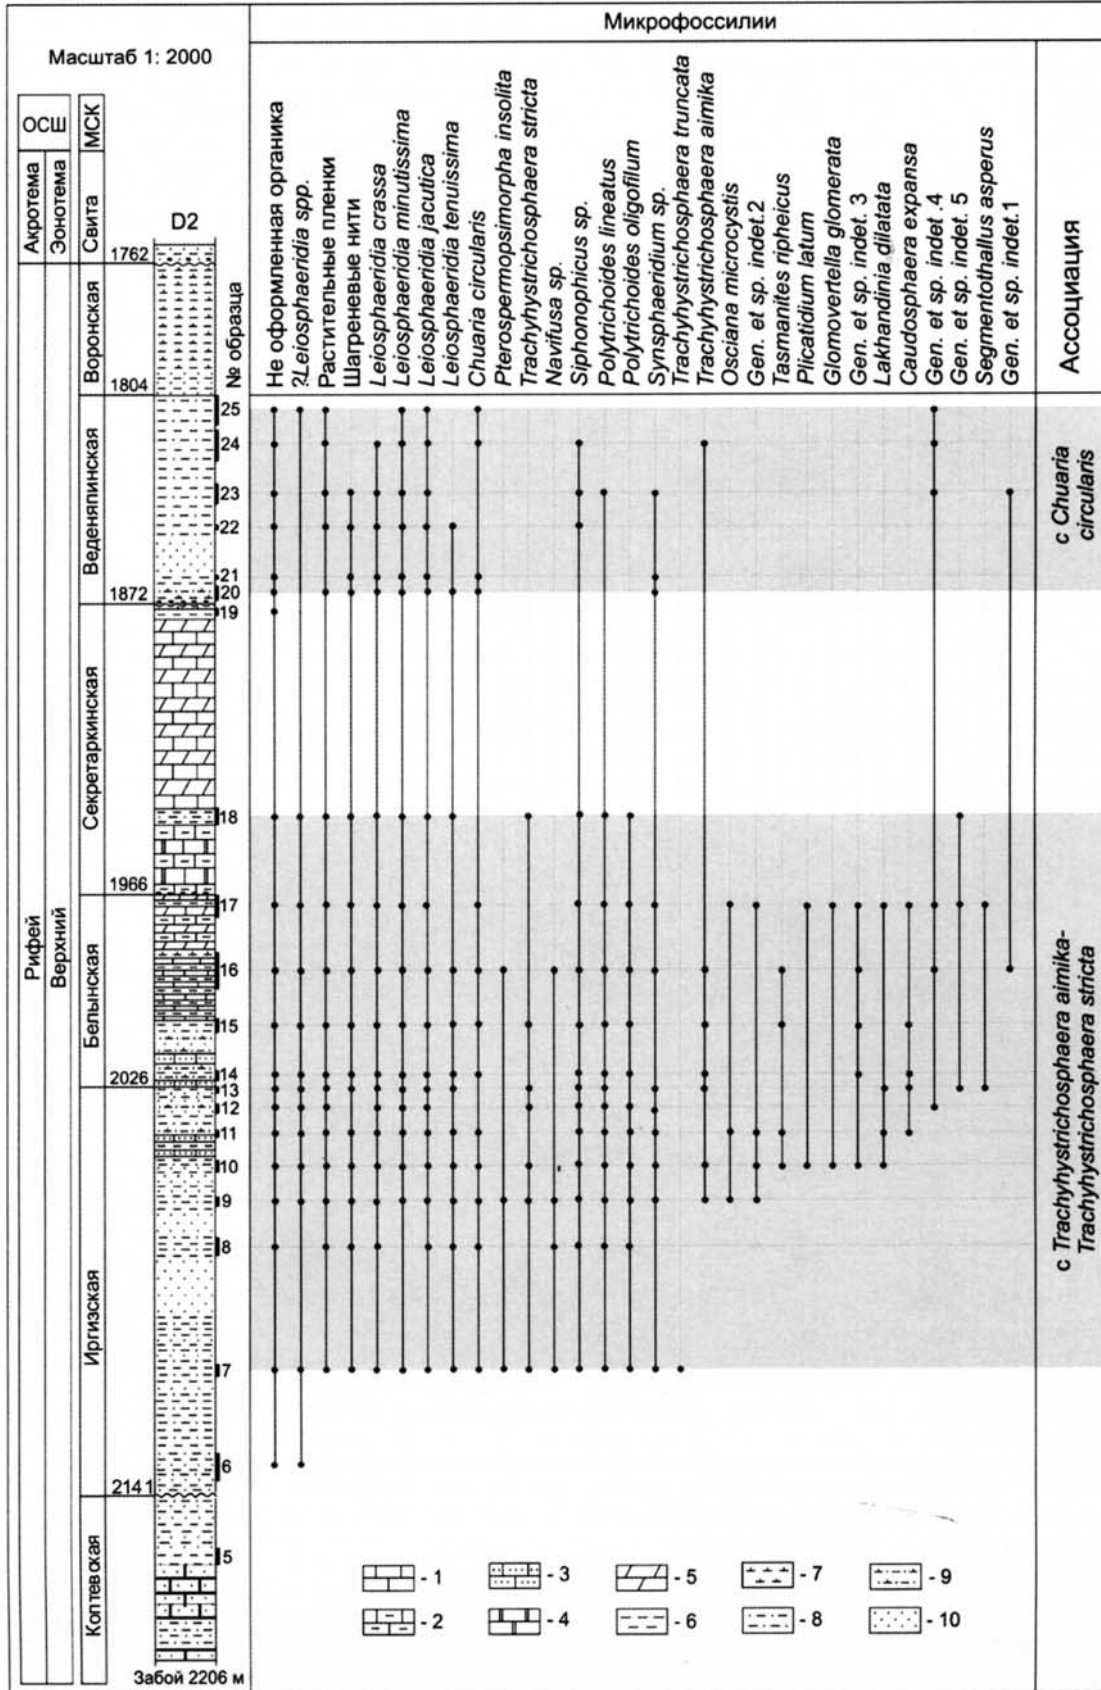 Микрофоссилии
Масштаб 1: 2000
ОСШ
МСК
Акротема
Эонотема
Свита
D2
№ образца
Не оформленная органика
?Leiosphaeridia spp.
Растительные пленки
Шагреневые нити
Leiosphaeridia crassa
Leiosphaeridia minutissima
Leiosphaeridia jacutica
Leiosphaeridia tenuissima
Chuaria circularis
Pterospermopsimorpha insolita
Trachyhystrichosphaera stricta
Navifusa sp.
Siphonophicus sp.
Polytrichoides lineatus
Polytrichoides oligofilum
Synsphaeridium sp.
Trachyhystrichosphaera truncata
Trachyhystrichosphaera aimika
Osciana microcystis
Gen. et sp. indet.2
Tasmanites ripheicus
Plicatidium latum
Glomovertella glomerata
Gen. et sp. indet. 3
Lakhandinia dilatata
Caudosphaera expansa
Gen. et sp. indet .4
Gen. et sp. indet. 5
Segmentothallus asperus
Gen. et sp. indet.1
Ассоциация
Рифей
Верхний
1762
Воронская
1804
Веденяпинская
1872
Секретаркинская
1966
Белынская
2026
Иргизская
2141
Коптевская
25
24
23
22
21
20
19
18
17
16
15
14
13
12
11
10
9
8
7
6
5
с Chuaria
circularis
с Trachyhystrichosphaera aimika-
Trachyhystrichosphaera stricta
- 1
- 3
- 5
- 7
- 9
- 2
- 4
- 6
- 8
- 10
Забой 2206 м